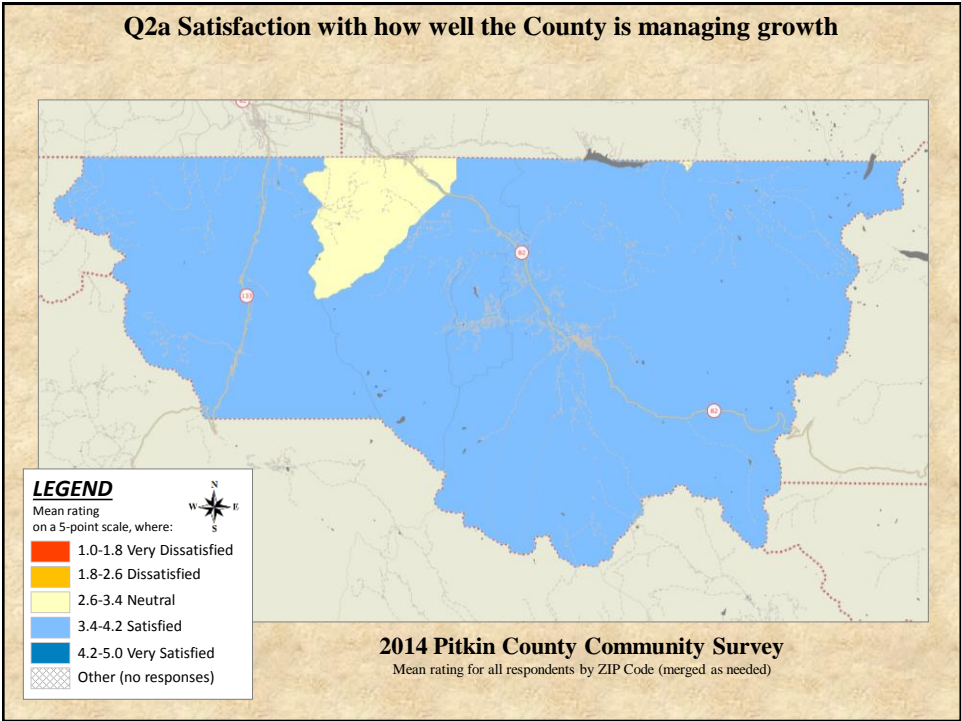 Q2a Satisfaction with how well the County is managing growth
82
133
82
82
LEGEND
N
W E
S
Mean rating
on a 5-point scale, where:
1.0-1.8 Very Dissatisfied
1.8-2.6 Dissatisfied
2.6-3.4 Neutral
3.4-4.2 Satisfied
4.2-5.0 Very Satisfied
Other (no responses)
2014 Pitkin County Community Survey
Mean rating for all respondents by ZIP Code (merged as needed)